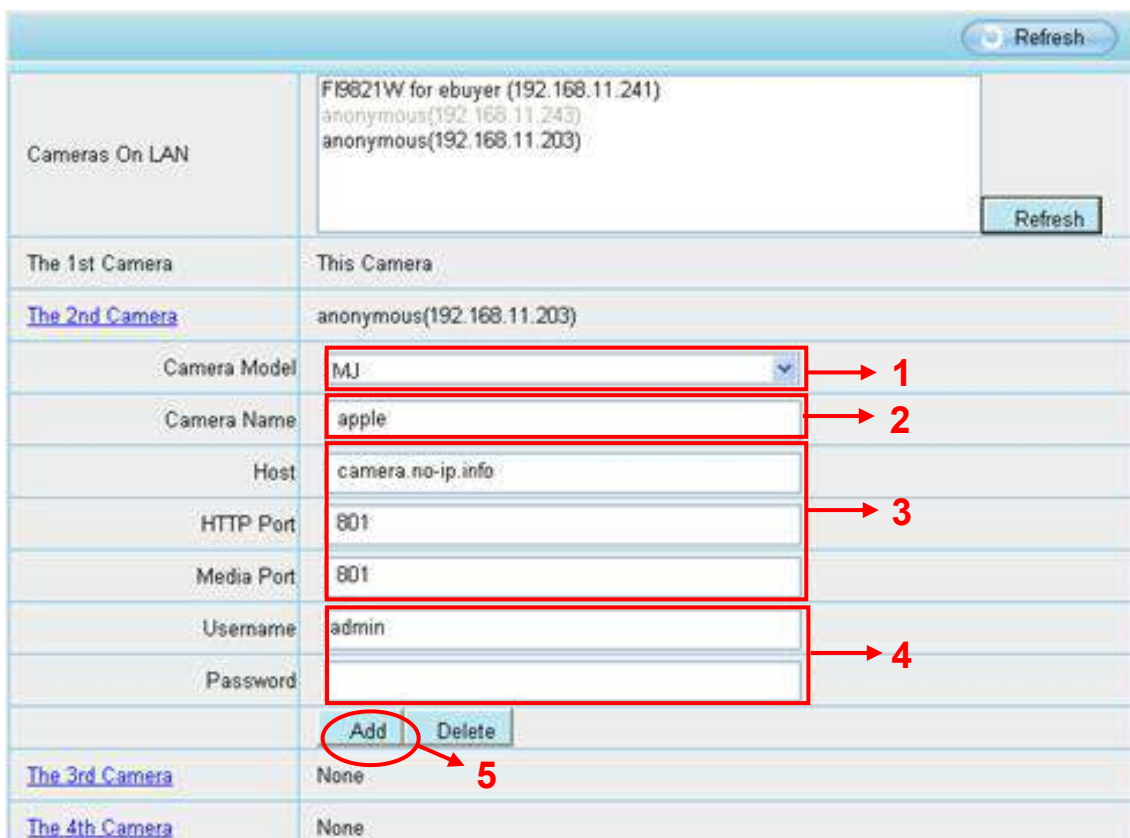 Refresh
Cameras On LAN
FI9821W for ebuyer (192.168.11.241)
anonymous(192.168.11.243)
anonymous(192.168.11.203)
Refresh
The 1st Camera This Camera
The 2nd Camera anonymous(192.168.11.203)
Camera Model MJ 1
Camera Name apple 2
Host camera.no-ip.info
HTTP Port 801 3
Media Port 801
Username admin
4
Password
Add Delete
5
The 3rd Camera None
The 4th Camera None